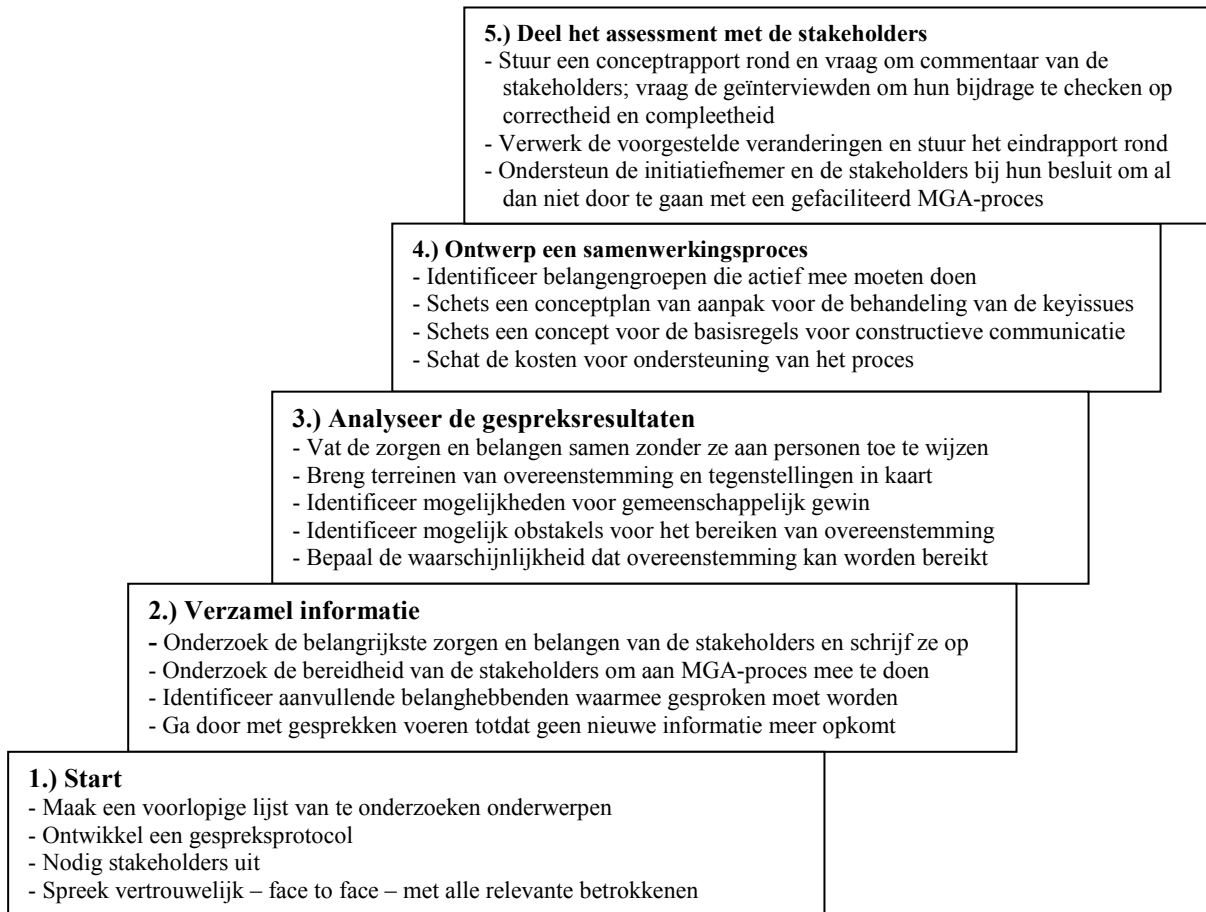 5.) Deel het assessment met de stakeholders
- Stuur een conceptrapport rond en vraag om commentaar van de
stakeholders; vraag de geïnterviewden om hun bijdrage te checken op
correctheid en compleetheid
- Verwerk de voorgestelde veranderingen en stuur het eindrapport rond
- Ondersteun de initiatiefnemer en de stakeholders bij hun besluit om al
dan niet door te gaan met een gefaciliteerd MGA-proces
4.) Ontwerp een samenwerkingsproces
- Identificeer belangengroepen die actief mee moeten doen
- Schets een conceptplan van aanpak voor de behandeling van de keyissues
- Schets een concept voor de basisregels voor constructieve communicatie
- Schat de kosten voor ondersteuning van het proces
3.) Analyseer de gespreksresultaten
- Vat de zorgen en belangen samen zonder ze aan personen toe te wijzen
- Breng terreinen van overeenstemming en tegenstellingen in kaart
- Identificeer mogelijkheden voor gemeenschappelijk gewin
- Identificeer mogelijk obstakels voor het bereiken van overeenstemming
- Bepaal de waarschijnlijkheid dat overeenstemming kan worden bereikt
2.) Verzamel informatie
- Onderzoek de belangrijkste zorgen en belangen van de stakeholders en schrijf ze op
- Onderzoek de bereidheid van de stakeholders om aan MGA-proces mee te doen
- Identificeer aanvullende belanghebbenden waarmee gesproken moet worden
- Ga door met gesprekken voeren totdat geen nieuwe informatie meer opkomt
1.) Start
- Maak een voorlopige lijst van te onderzoeken onderwerpen
- Ontwikkel een gespreksprotocol
- Nodig stakeholders uit
- Spreek vertrouwelijk – face to face – met alle relevante betrokkenen